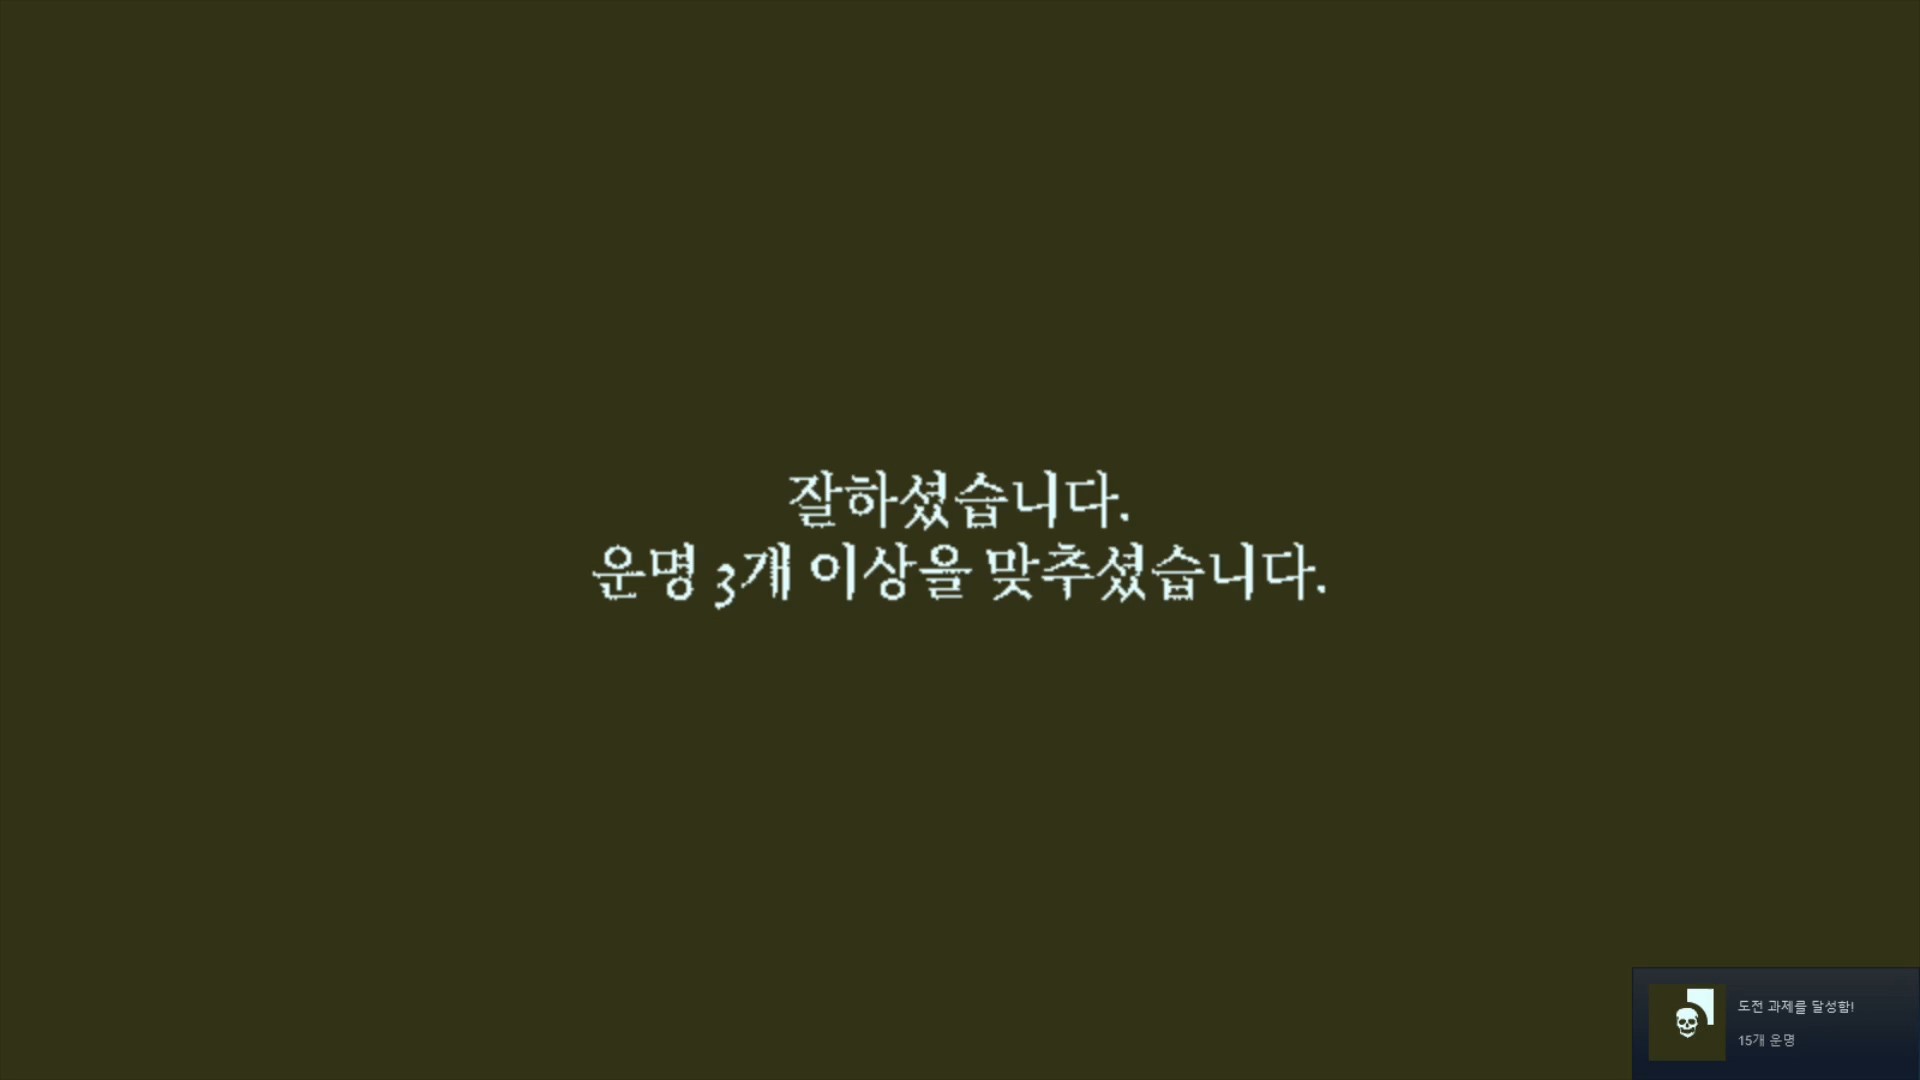 잘하셨습니다.
운명 3개 이상을 맞추셨습니다.
도전 과제를 달성함!
15개 운명